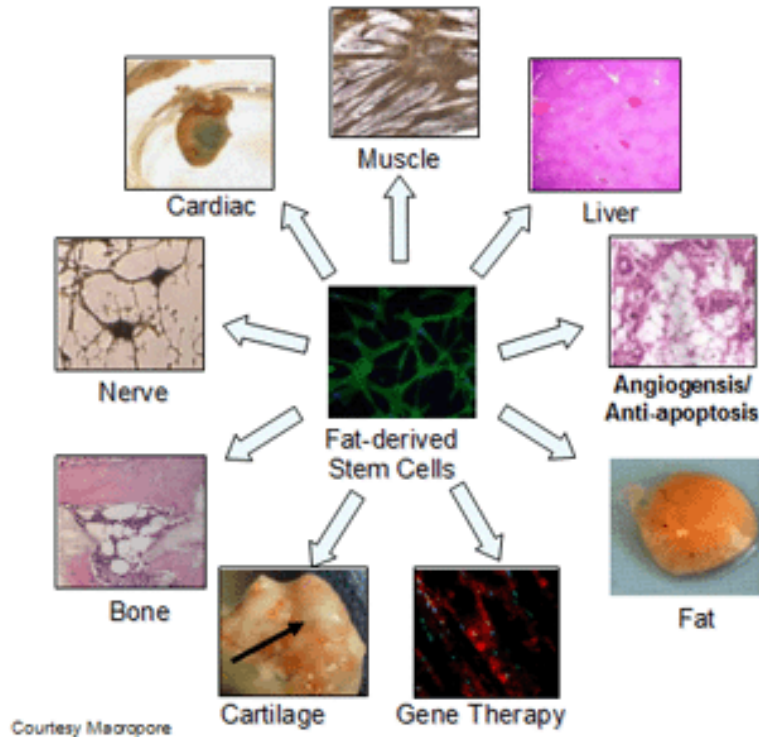 Muscle
Cardiac
Liver
Nerve
Angiogensis/
Anti-apoptosis
Fat-derived
Stem Cells
Bone
Fat
Cartilage
Gene Therapy
Courtesy Macropore